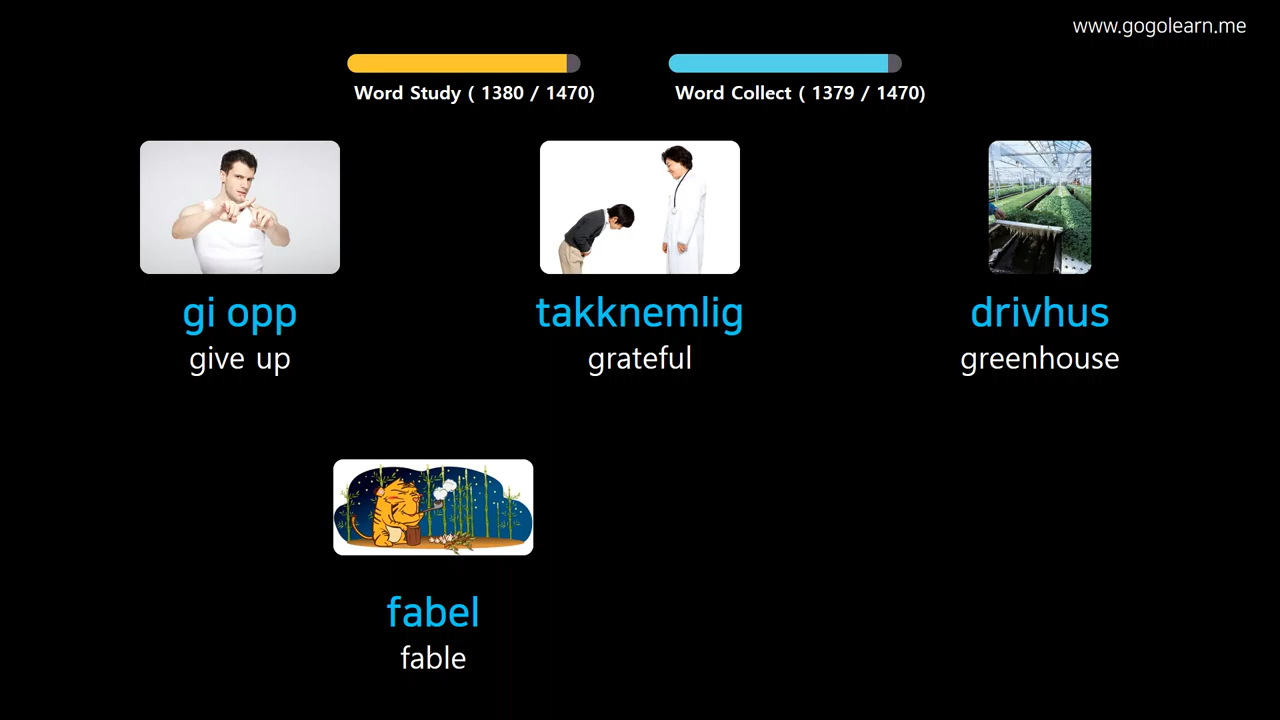 www.gogolearn.me
Word Study ( 1380 / 1470)
Word Collect ( 1379 / 1470)
gi opp
give up
takknemlig
grateful
drivhus
greenhouse
fabel
fable